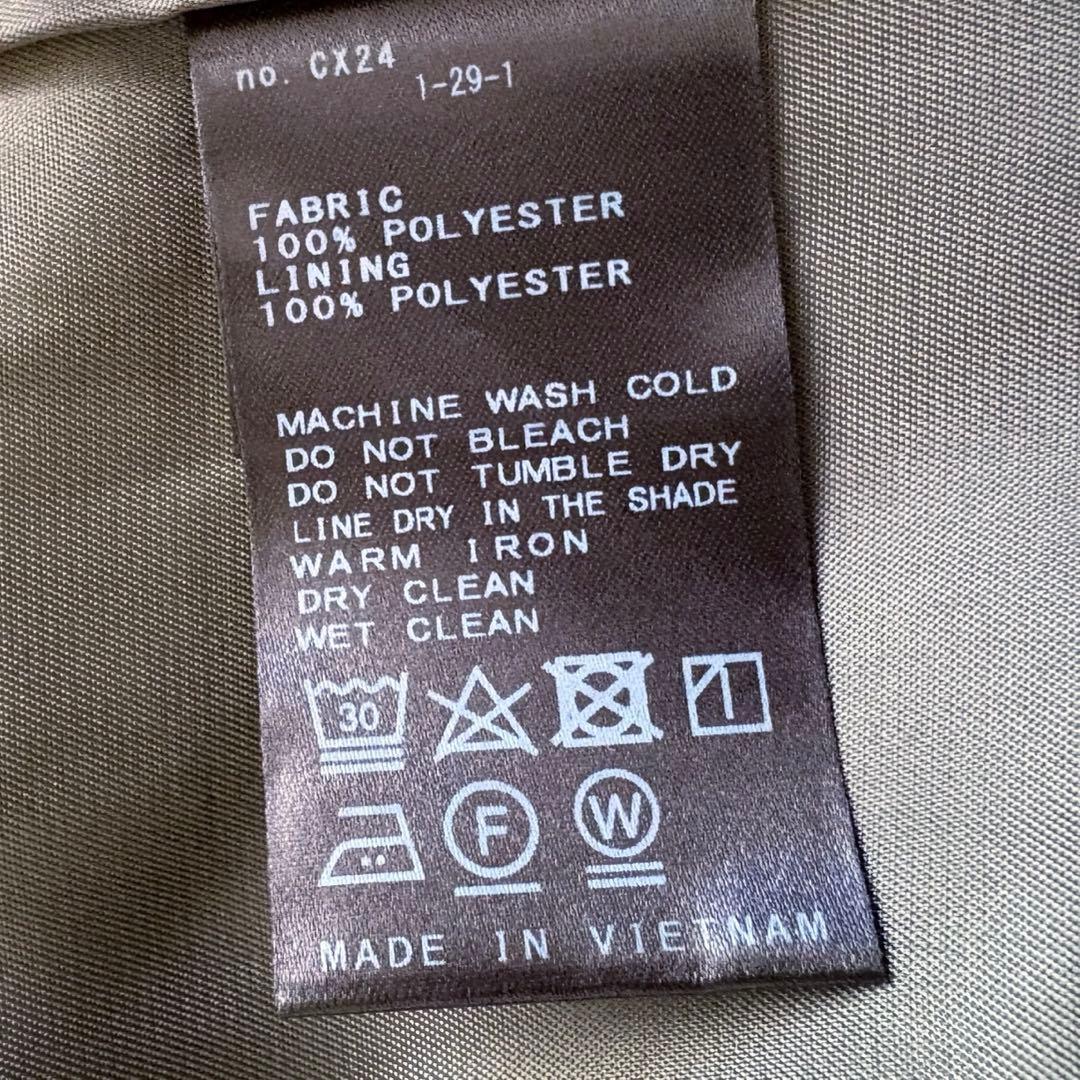 no. CX24
1-29-1
FABRIC
100% POLYESTER
LINING
100% POLYESTER
MACHINE WASH COLD
DO NOT BLEACH
DO NOT TUMBLE DRY
LINE DRY IN THE SHADE
WARM IRON
DRY CLEAN
WET CLEAN
30
F W
MADE IN VIETNAM